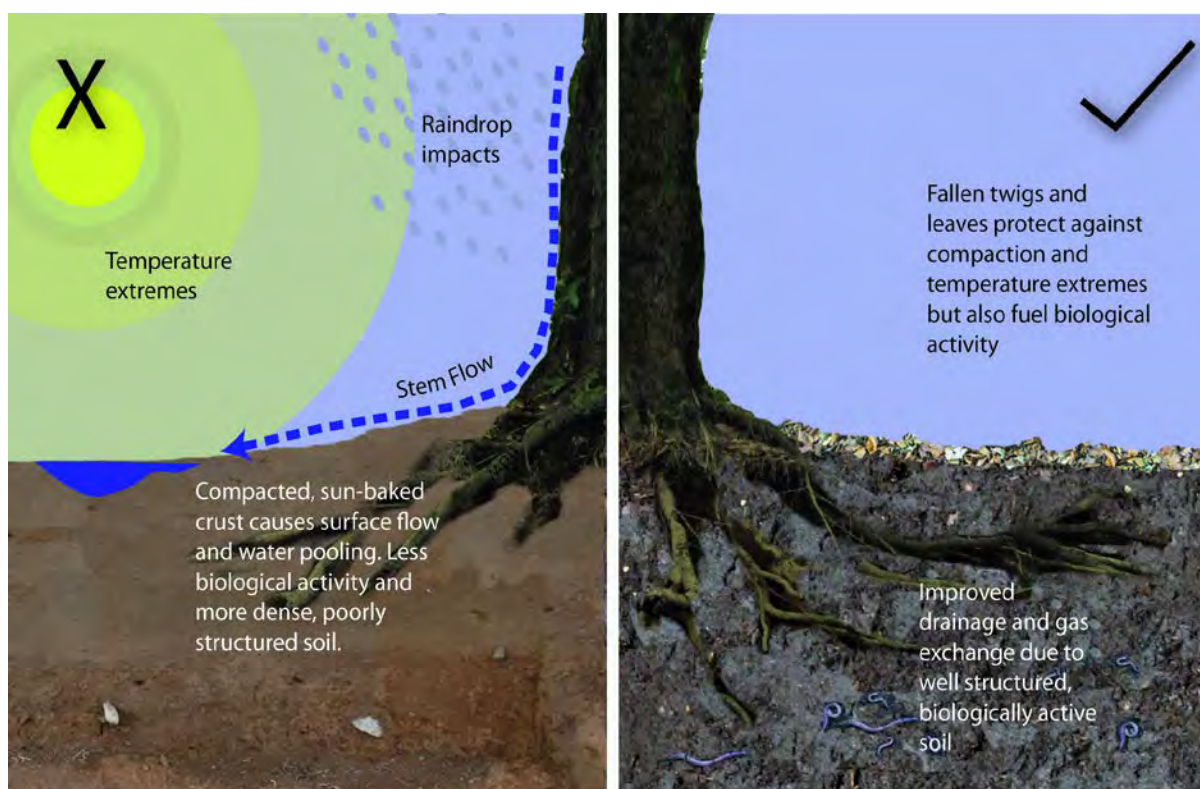 X
Raindrop
impacts
Temperature
extremes
Stem Flow
Compacted, sun-baked
crust causes surface flow
and water pooling. Less
biological activity and
more dense, poorly
structured soil.
Fallen twigs and
leaves protect against
compaction and
temperature extremes
but also fuel biological
activity
Improved
drainage and gas
exchange due to
well structured,
biologically active
soil